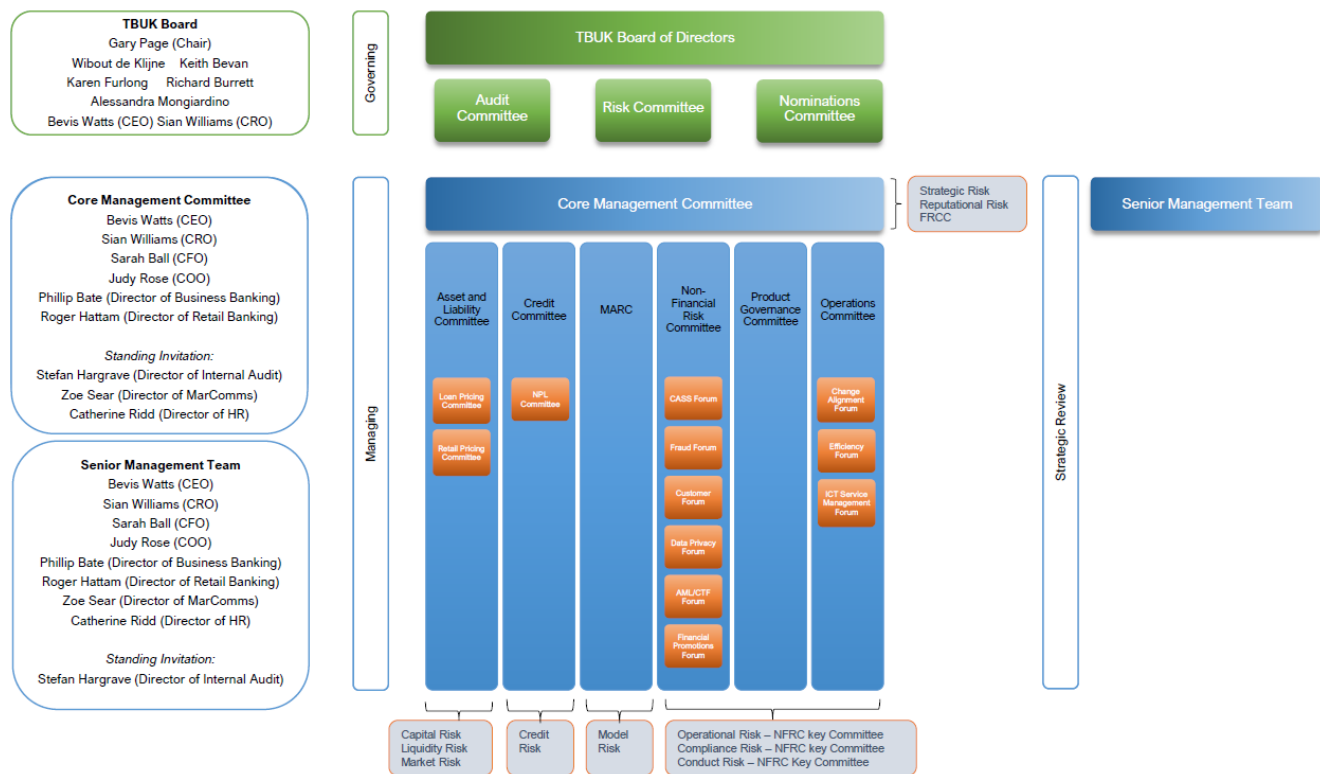 TBUK Board
Gary Page (Chair)
Wibout de Klijne Keith Bevan
Karen Furlong Richard Burrett
Alessandra Mongiardino
Bevis Watts (CEO) Sian Williams (CRO)
Governing
TBUK Board of Directors
Audit
Committee
Risk Committee
Nominations
Committee
Core Management Committee
Bevis Watts (CEO)
Sian Williams (CRO)
Sarah Ball (CFO)
Judy Rose (COO)
Phillip Bate (Director of Business Banking)
Roger Hattam (Director of Retail Banking)
Standing Invitation:
Stefan Hargrave (Director of Internal Audit)
Zoe Sear (Director of MarComms)
Catherine Ridd (Director of HR)
Senior Management Team
Bevis Watts (CEO)
Sian Williams (CRO)
Sarah Ball (CFO)
Judy Rose (COO)
Phillip Bate (Director of Business Banking)
Roger Hattam (Director of Retail Banking)
Zoe Sear (Director of MarComms)
Catherine Ridd (Director of HR)
Standing Invitation:
Stefan Hargrave (Director of Internal Audit)
Managing
Core Management Committee
Strategic Risk
Reputational Risk
FRCC
Strategic Review
Senior Management Team
Asset and
Liability
Committee
Loan Pricing
Committee
Retail Pricing
Committee
Credit
Committee
NPL
Committee
MARC
Non-
Financial
Risk
Committee
CASS Forum
Fraud Forum
Customer
Forum
Data Privacy
Forum
AML/CTF
Forum
Financial
Promotions
Forum
Product
Governance
Committee
Operations
Committee
Change
Alignment
Forum
Efficiency
Forum
ICT Service
Management
Forum
Capital Risk
Liquidity Risk
Market Risk
Credit
Risk
Model
Risk
Operational Risk – NFRC key Committee
Compliance Risk – NFRC key Committee
Conduct Risk – NFRC Key Committee